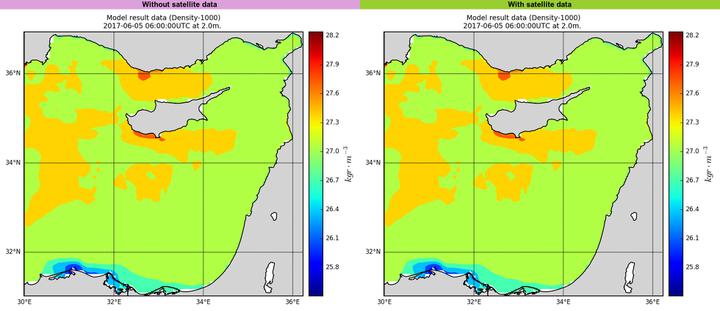 Without satellite data
With satellite data
Model result data (Density-1000)
2017-06-05 06:00:00UTC at 2.0m.
36°N
34°N
32°N
30°E
32°E
34°E
36°E
28.2
27.9
27.6
27.3
27.0
26.7
26.4
26.1
25.8
kgr · m⁻³
Model result data (Density-1000)
2017-06-05 06:00:00UTC at 2.0m.
36°N
34°N
32°N
30°E
32°E
34°E
36°E
28.2
27.9
27.6
27.3
27.0
26.7
26.4
26.1
25.8
kgr · m⁻³